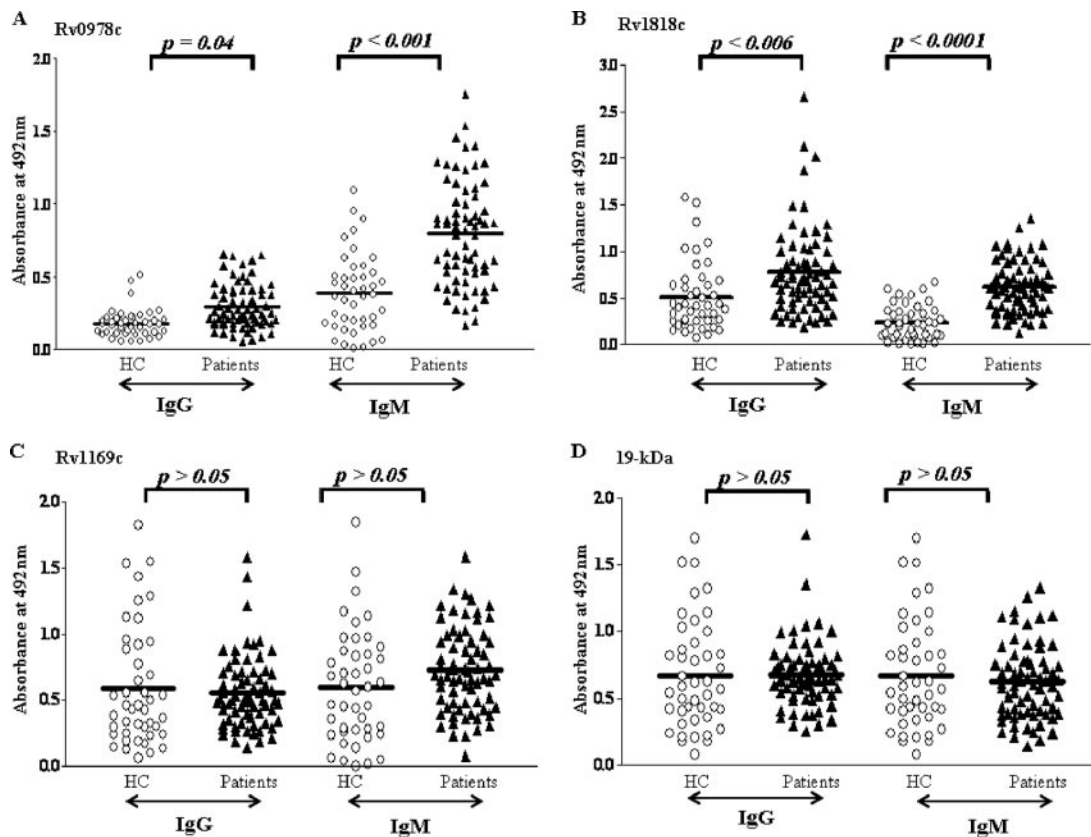 A
Rv0978c
p = 0.04
p < 0.001
Absorbance at 492nm
2.0
1.5
1.0
0.5
0.0
HC
Patients
HC
Patients
IgG
IgM
B
Rv1818c
p < 0.006
p < 0.0001
Absorbance at 492nm
3.0
2.5
2.0
1.5
1.0
0.5
0.0
HC
Patients
HC
Patients
IgG
IgM
C
Rv1169c
p > 0.05
p > 0.05
Absorbance at 492nm
2.0
1.5
1.0
0.5
0.0
HC
Patients
HC
Patients
IgG
IgM
D
19-kDa
p > 0.05
p > 0.05
Absorbance at 492nm
2.0
1.5
1.0
0.5
0.0
HC
Patients
HC
Patients
IgG
IgM